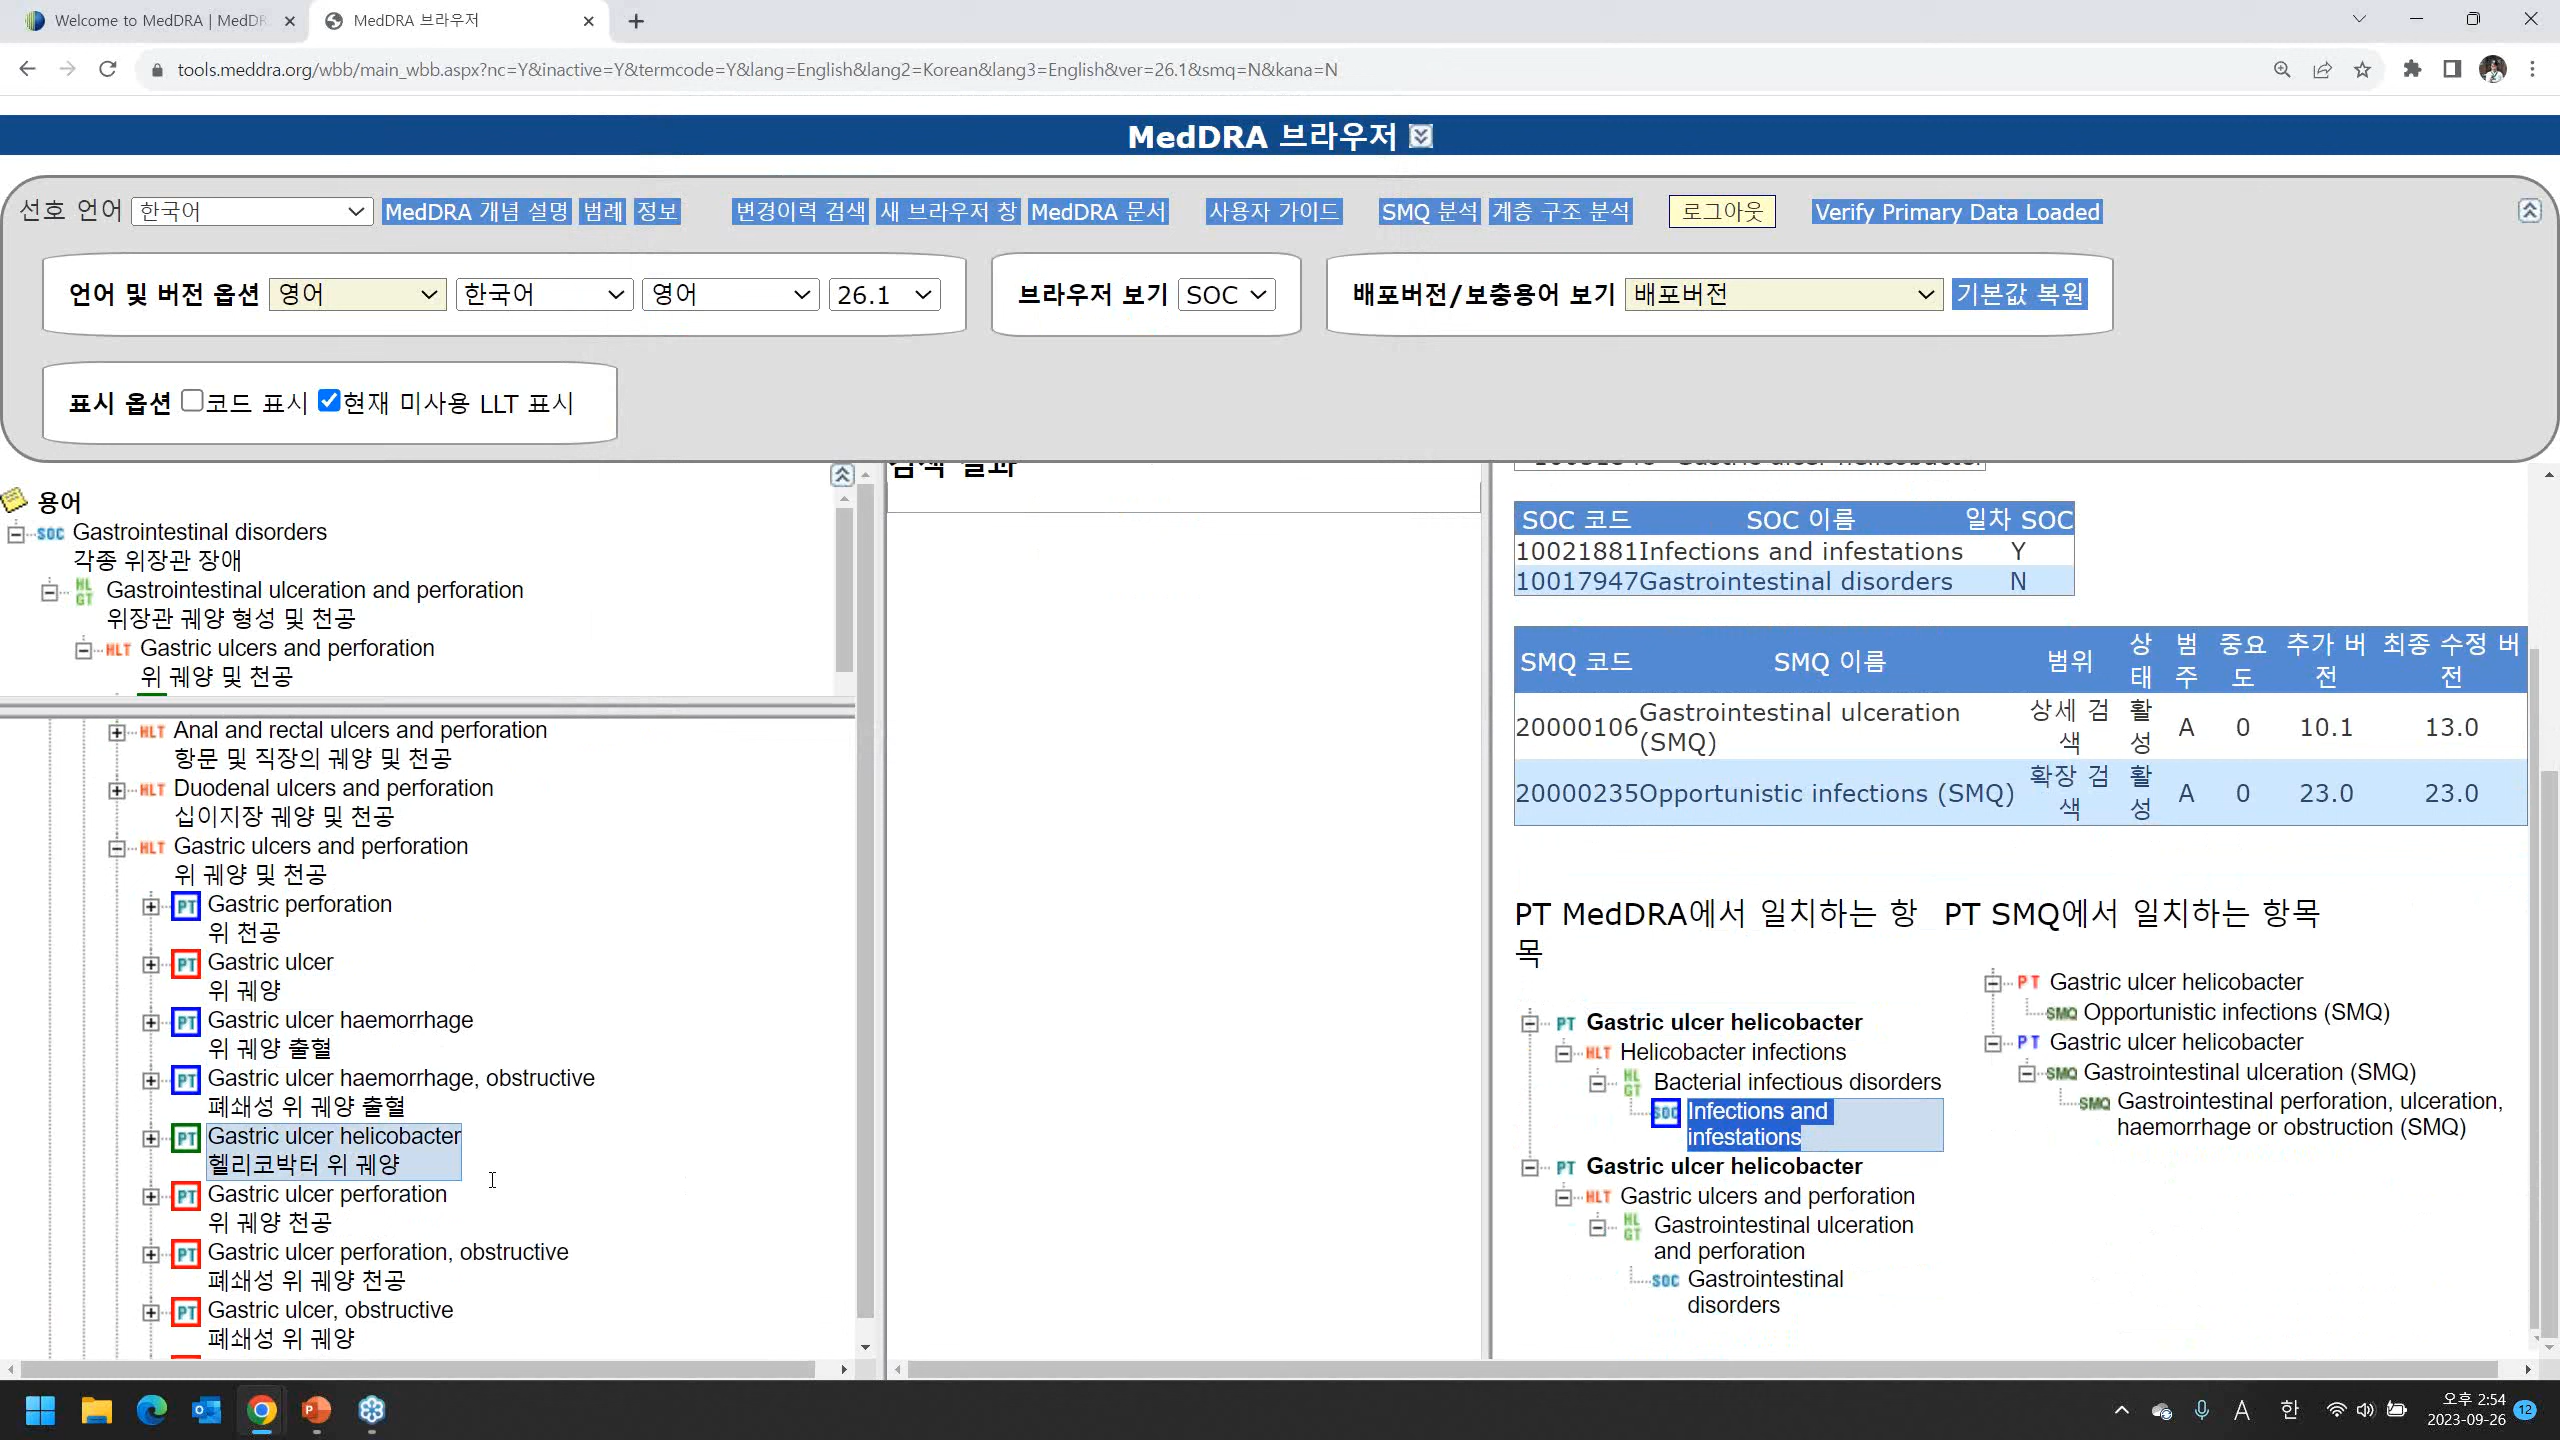 Welcome to MedDRA | MedDR
MedDRA 브라우저
tools.meddra.org/wbb/main_wbb.aspx?nc=Y&inactive=Y&termcode=Y&lang=English&lang2=Korean&lang3=English&ver=26.1&smq=N&kana=N
MedDRA 브라우저
선호 언어 한국어 MedDRA 개념 설명 범례 정보 변경이력 검색 새 브라우저 창 MedDRA 문서 사용자 가이드 SMQ 분석 계층 구조 분석 로그아웃 Verify Primary Data Loaded
언어 및 버전 옵션 영어 한국어 영어 26.1 브라우저 보기 SOC 배포버전/보충용어 보기 배포버전 기본값 복원
표시 옵션 코드 표시 현재 미사용 LLT 표시
용어
SOC Gastrointestinal disorders
각종 위장관 장애
HLGT Gastrointestinal ulceration and perforation
위장관 궤양 형성 및 천공
HLT Gastric ulcers and perforation
위 궤양 및 천공
HLT Anal and rectal ulcers and perforation
항문 및 직장의 궤양 및 천공
HLT Duodenal ulcers and perforation
십이지장 궤양 및 천공
HLT Gastric ulcers and perforation
위 궤양 및 천공
PT Gastric perforation
위 천공
PT Gastric ulcer
위 궤양
PT Gastric ulcer haemorrhage
위 궤양 출혈
PT Gastric ulcer haemorrhage, obstructive
폐쇄성 위 궤양 출혈
PT Gastric ulcer helicobacter
헬리코박터 위 궤양
PT Gastric ulcer perforation
위 궤양 천공
PT Gastric ulcer perforation, obstructive
폐쇄성 위 궤양 천공
PT Gastric ulcer, obstructive
폐쇄성 위 궤양
검색 결과
SOC 코드 SOC 이름 일차 SOC
10021881 Infections and infestations Y
10017947 Gastrointestinal disorders N
SMQ 코드 SMQ 이름 범위 상태 범주 중요도 추가 버전 최종 수정 버전
20000106 Gastrointestinal ulceration (SMQ) 상세 검색 활성 A 0 10.1 13.0
20000235 Opportunistic infections (SMQ) 확장 검색 활성 A 0 23.0 23.0
PT MedDRA에서 일치하는 항
목
PT Gastric ulcer helicobacter
HLT Helicobacter infections
HLGT Bacterial infectious disorders
SOC Infections and
infestations
PT Gastric ulcer helicobacter
HLT Gastric ulcers and perforation
HLGT Gastrointestinal ulceration
and perforation
SOC Gastrointestinal
disorders
PT SMQ에서 일치하는 항목
PT Gastric ulcer helicobacter
SMQ Opportunistic infections (SMQ)
PT Gastric ulcer helicobacter
SMQ Gastrointestinal ulceration (SMQ)
SMQ Gastrointestinal perforation, ulceration,
haemorrhage or obstruction (SMQ)
A 한 오후 2:54
2023-09-26 12